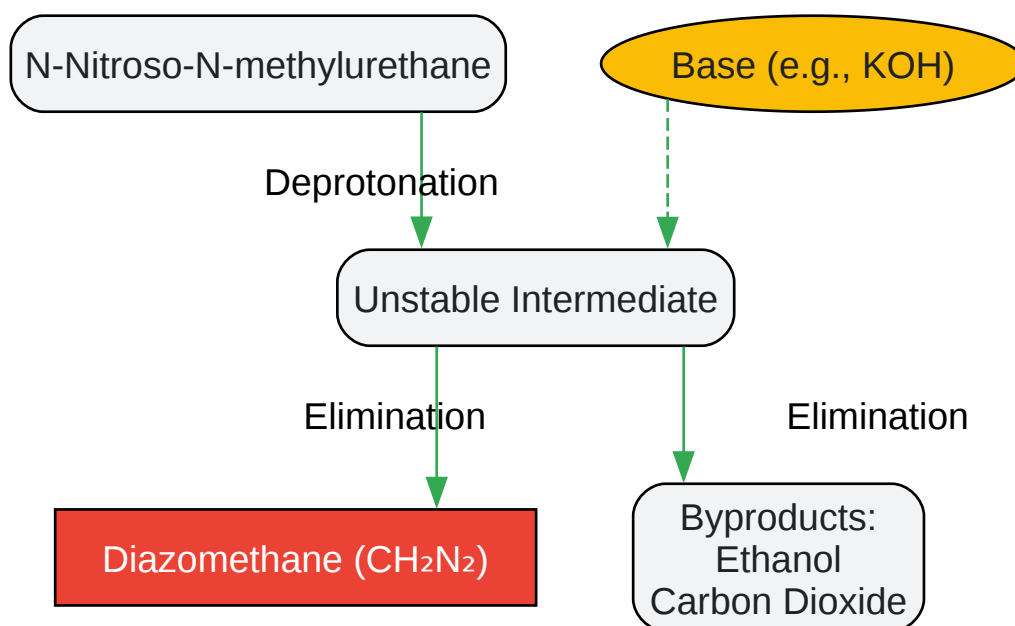 N-Nitroso-N-methylurethane
Base (e.g., KOH)
Deprotonation
Unstable Intermediate
Elimination
Elimination
Diazomethane (CH₂N₂)
Byproducts:
Ethanol
Carbon Dioxide